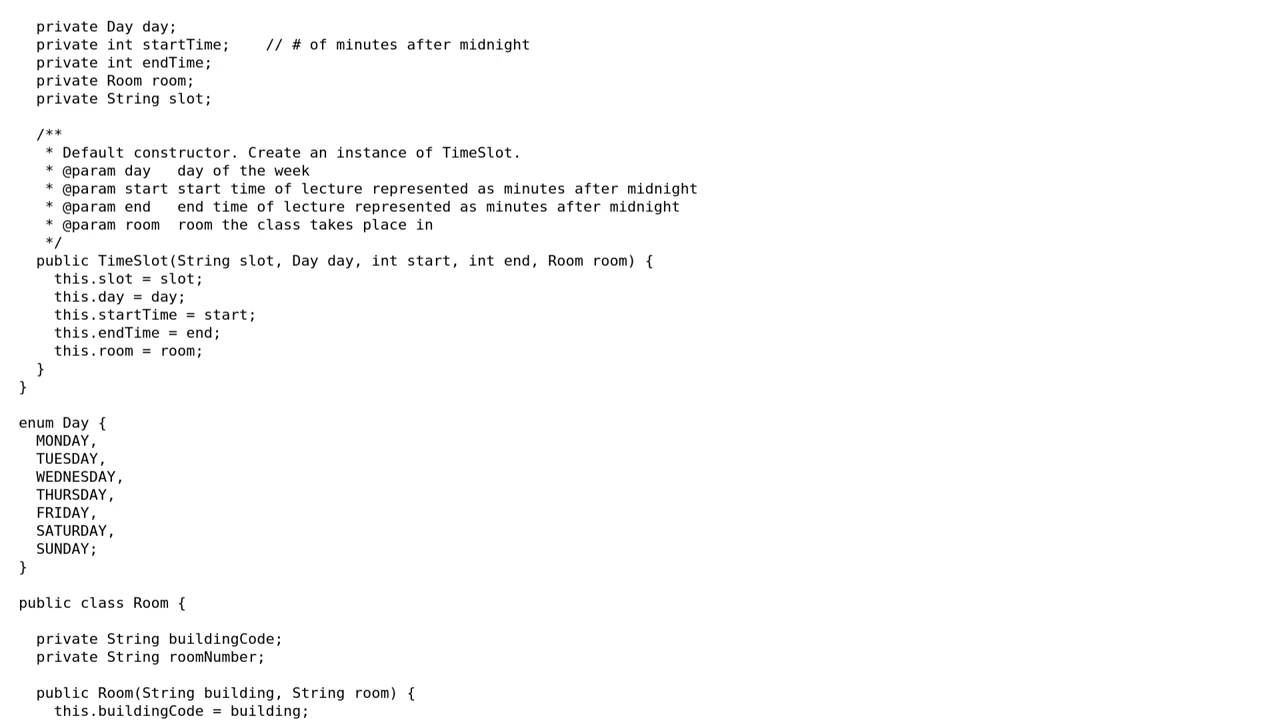 private Day day;
private int startTime;    // # of minutes after midnight
private int endTime;
private Room room;
private String slot;
/**
* Default constructor. Create an instance of TimeSlot.
* @param day   day of the week
* @param start start time of lecture represented as minutes after midnight
* @param end   end time of lecture represented as minutes after midnight
* @param room  room the class takes place in
*/
public TimeSlot(String slot, Day day, int start, int end, Room room) {
this.slot = slot;
this.day = day;
this.startTime = start;
this.endTime = end;
this.room = room;
}
}
enum Day {
MONDAY,
TUESDAY,
WEDNESDAY,
THURSDAY,
FRIDAY,
SATURDAY,
SUNDAY;
}
public class Room {
private String buildingCode;
private String roomNumber;
public Room(String building, String room) {
this.buildingCode = building;